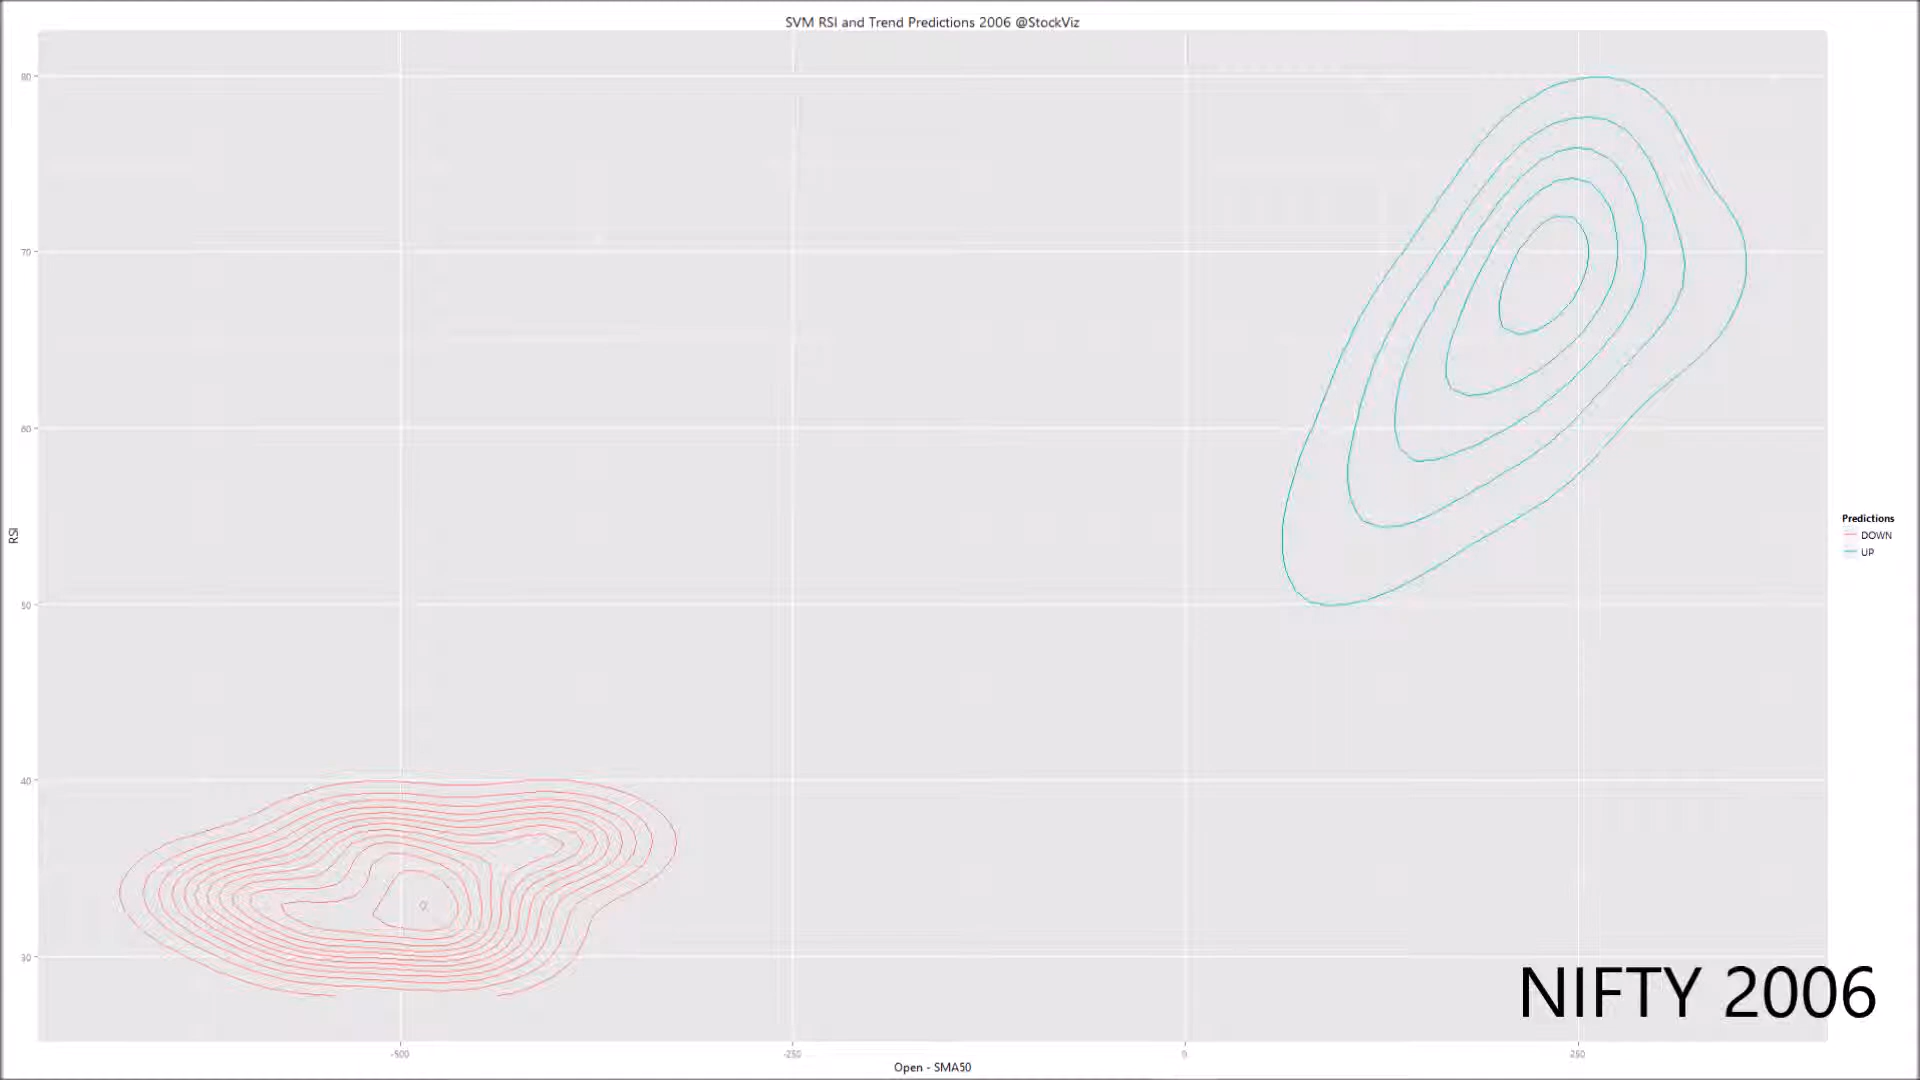 SVM RSI and Trend Predictions 2006 @StockViz
80
70
60
50
40
30
RSI
-500
-250
0
250
Open - SMA50
Predictions
DOWN
UP
NIFTY 2006